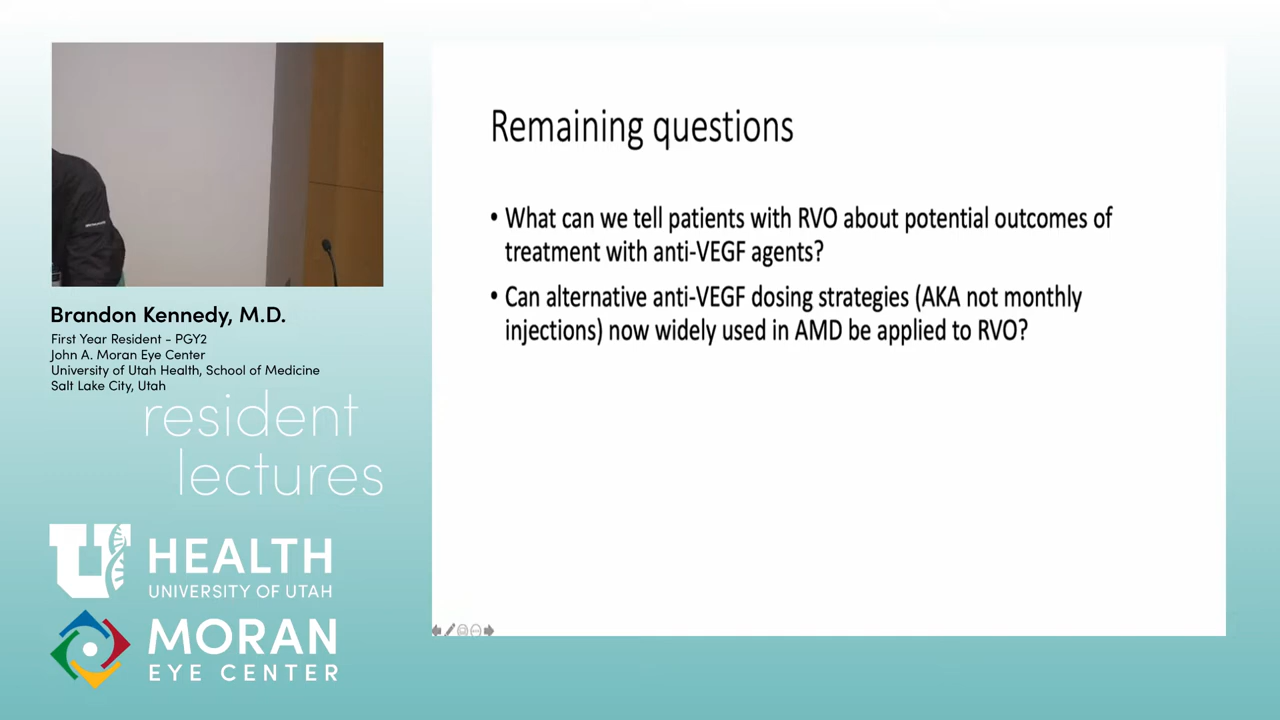 Brandon Kennedy, M.D.
First Year Resident - PGY2
John A. Moran Eye Center
University of Utah Health, School of Medicine
Salt Lake City, Utah
resident
lectures
U
HEALTH
UNIVERSITY OF UTAH
MORAN
EYE CENTER
Remaining questions
• What can we tell patients with RVO about potential outcomes of
treatment with anti-VEGF agents?
• Can alternative anti-VEGF dosing strategies (AKA not monthly
injections) now widely used in AMD be applied to RVO?